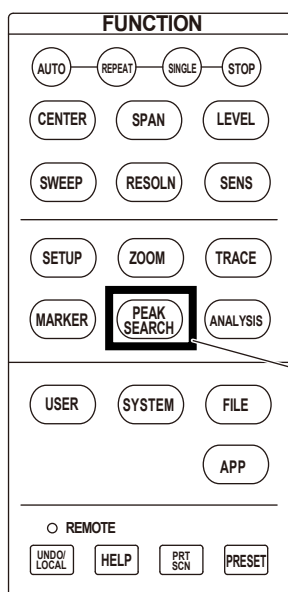 FUNCTION
AUTO REPEAT SINGLE STOP
CENTER SPAN LEVEL
SWEEP RESOLN SENS
SETUP ZOOM TRACE
MARKER PEAK SEARCH ANALYSIS
USER SYSTEM FILE
APP
REMOTE
UNDO/LOCAL HELP PRT SCN PRESET